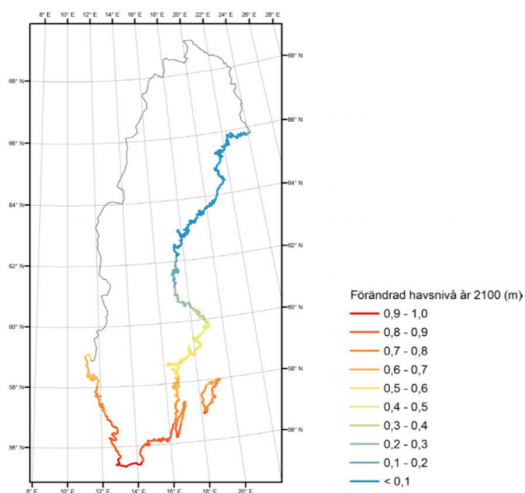 8° E 10° E 12° E 14° E 16° E 18° E 20° E 22° E 24° E 26° E 28° E
68° N
68° N
66° N
66° N
64° N
64° N
62° N
62° N
60° N
60° N
58° N
58° N
56° N
56° N
8° E 10° E 12° E 14° E 16° E 18° E 20° E
Förändrad havsnivå år 2100 (m)
0,9 - 1,0
0,8 - 0,9
0,7 - 0,8
0,6 - 0,7
0,5 - 0,6
0,4 - 0,5
0,3 - 0,4
0,2 - 0,3
0,1 - 0,2
< 0,1